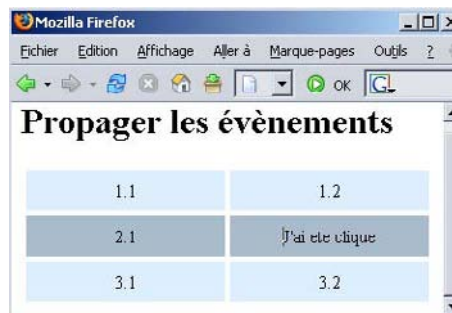 Mozilla Firefox
Fichier Edition Affichage Aller à Marque-pages Outils ?
OK G
Propager les évènements
1.1 1.2
2.1 J'ai ete clique
3.1 3.2